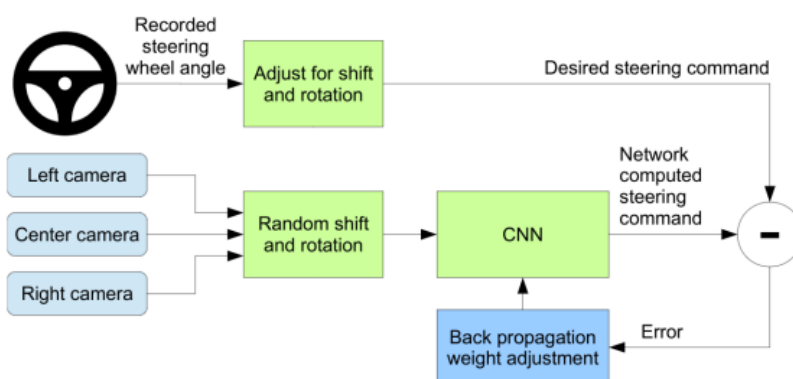 Recorded
steering
wheel angle
Adjust for shift
and rotation
Desired steering command
Left camera
Center camera
Right camera
Random shift
and rotation
CNN
Network
computed
steering
command
-
Back propagation
weight adjustment
Error